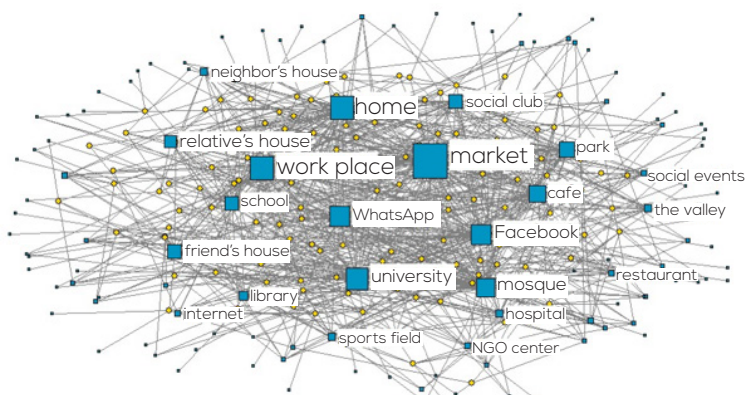 neighbor's house
home
social club
relative's house
market
park
work place
social events
cafe
school
the valley
WhatsApp
Facebook
friend's house
university
restaurant
mosque
library
internet
hospital
sports field
NGO center